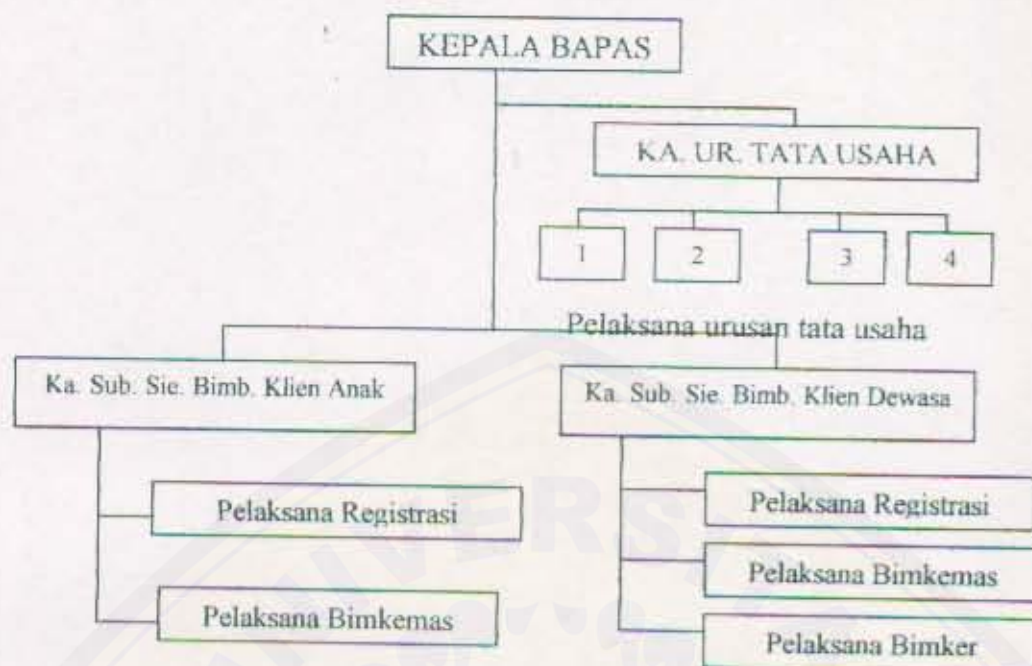 KEPALA BAPAS
KA. UR. TATA USAHA
1 2 3 4
Pelaksana urusan tata usaha
Ka. Sub. Sie. Bimb. Klien Anak
Ka. Sub. Sie. Bimb. Klien Dewasa
Pelaksana Registrasi
Pelaksana Bimkemas
Pelaksana Registrasi
Pelaksana Bimkemas
Pelaksana Bimker
UNIVERS